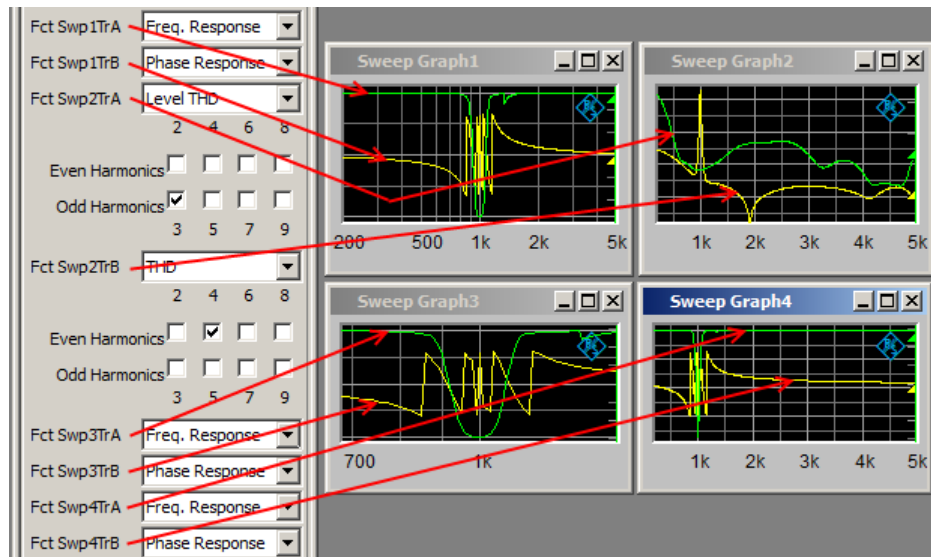 Fct Swp1TrA Freq. Response
Fct Swp1TrB Phase Response
Fct Swp2TrA Level THD
2 4 6 8
Even Harmonics
Odd Harmonics
3 5 7 9
Fct Swp2TrB THD
2 4 6 8
Even Harmonics
Odd Harmonics
3 5 7 9
Fct Swp3TrA Freq. Response
Fct Swp3TrB Phase Response
Fct Swp4TrA Freq. Response
Fct Swp4TrB Phase Response
Sweep Graph1
200 500 1k 2k 5k
Sweep Graph2
1k 2k 3k 4k 5k
Sweep Graph3
700 1k
Sweep Graph4
1k 2k 3k 4k 5k